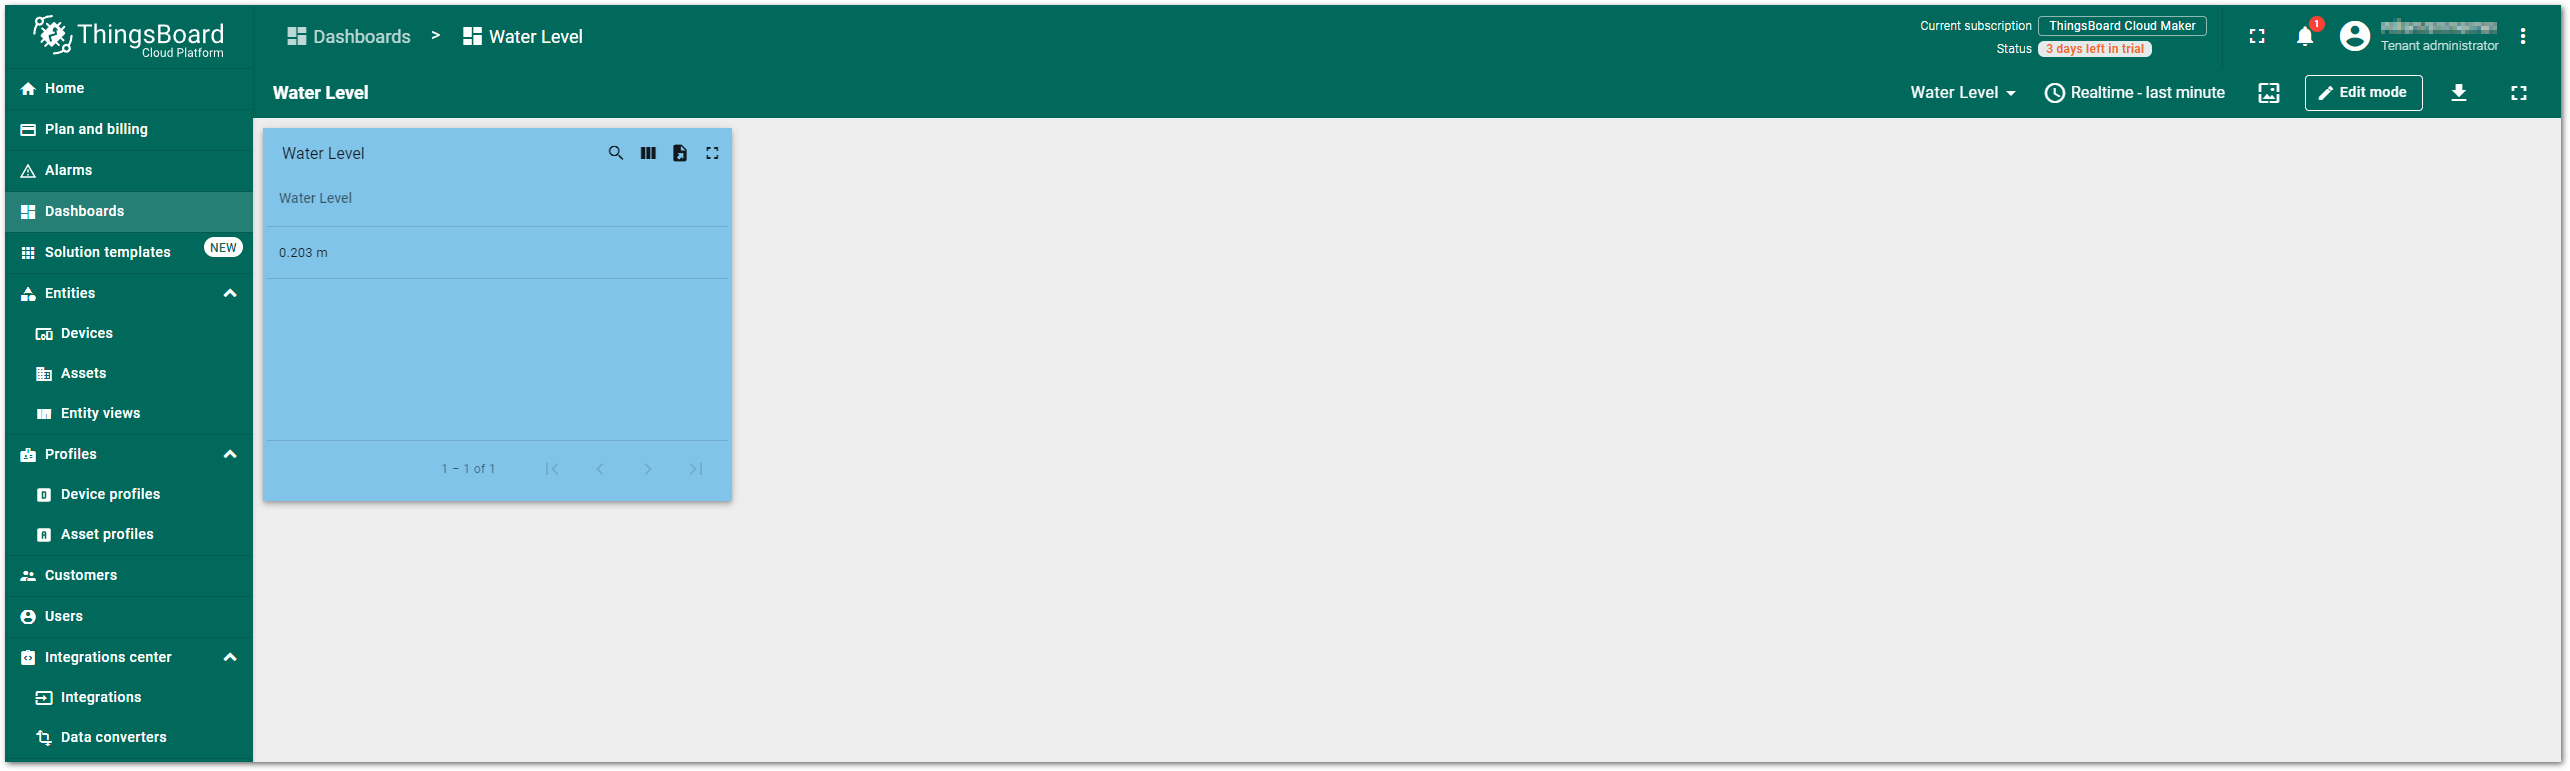 ThingsBoard
Cloud Platform
Dashboards > Water Level
Current subscription ThingsBoard Cloud Maker
Status 3 days left in trial
1
Tenant administrator
Water Level
Water Level
Realtime - last minute
Edit mode
Home
Plan and billing
Alarms
Dashboards
Solution templates NEW
Entities
Devices
Assets
Entity views
Profiles
Device profiles
Asset profiles
Customers
Users
Integrations center
Integrations
Data converters
Water Level
Water Level
0.203 m
1 – 1 of 1